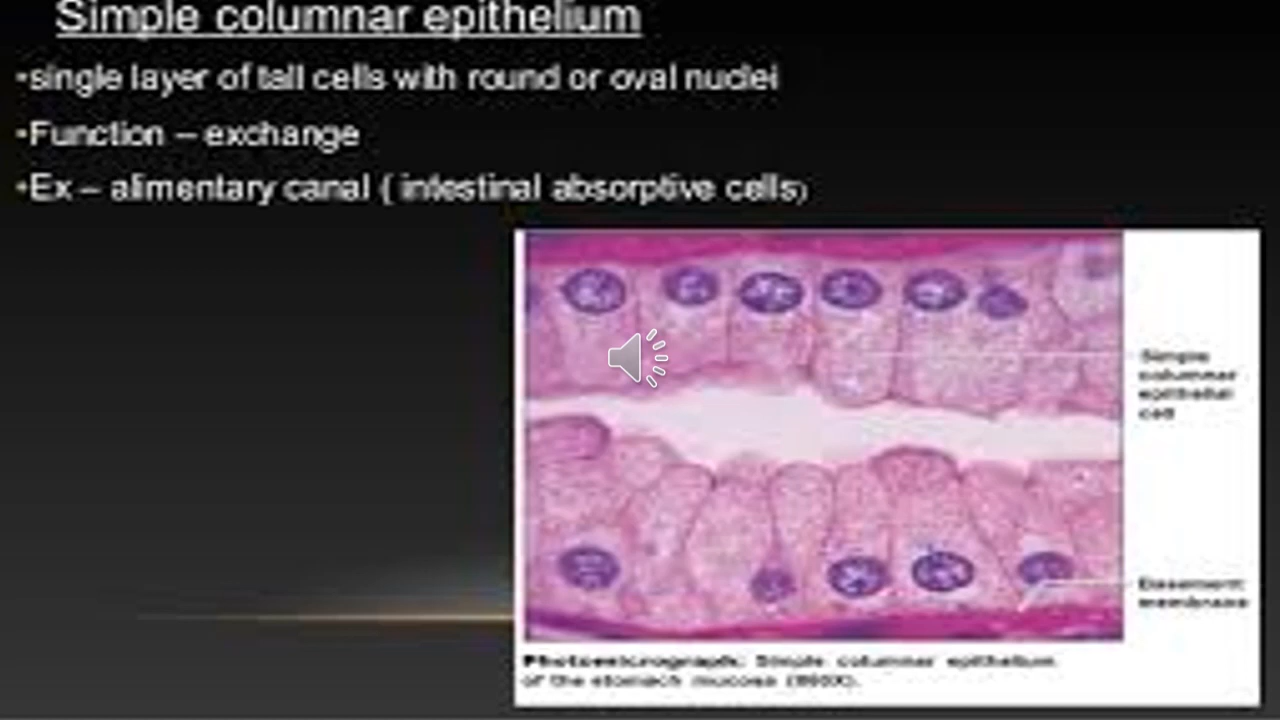 Simple columnar epithelium
•single layer of tall cells with round or oval nuclei
•Function – exchange
•Ex – alimentary canal ( intestinal absorptive cells)
Simple
columnar
epithelial
cell
Basement
membrane
Photomicrograph: Simple columnar epithelium
of the stomach mucosa